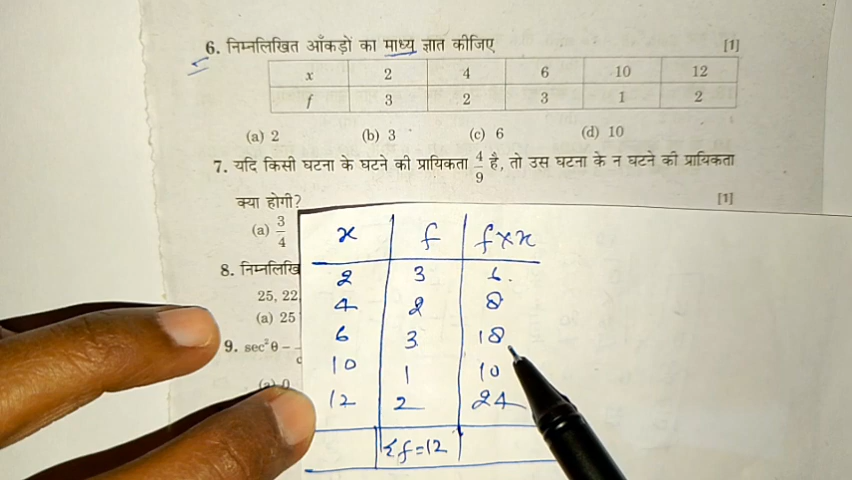 6. निम्नलिखित आँकड़ों का माध्य ज्ञात कीजिए [1]
x 2 4 6 10 12
f 3 2 3 1 2
(a) 2 (b) 3 (c) 6 (d) 10
7. यदि किसी घटना के घटने की प्रायिकता 4/9 है, तो उस घटना के न घटने की प्रायिकता
क्या होगी? [1]
(a) 3/4
8. निम्नलिखि
25, 22
(a) 25
9. sec²θ –
(a) 0
x f f×x
2 3 6
4 2 8
6 3 18
10 1 10
12 2 24
Σf=12